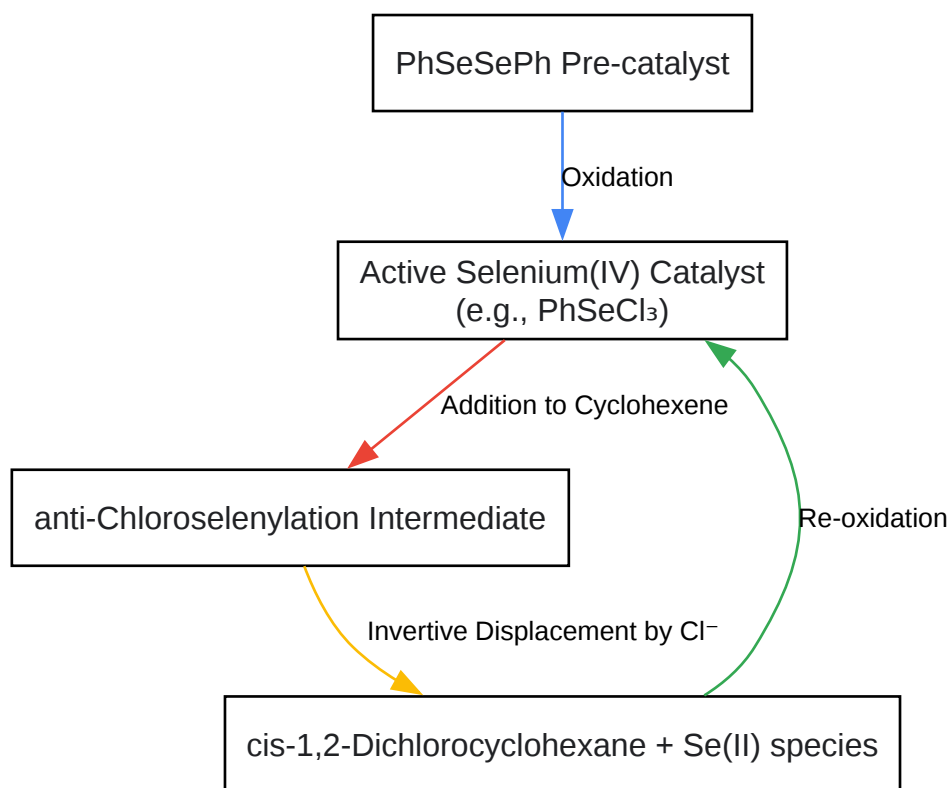 PhSeSePh Pre-catalyst
Oxidation
Active Selenium(IV) Catalyst
(e.g., PhSeCl₃)
Addition to Cyclohexene
anti-Chloroselenylation Intermediate
Re-oxidation
Invertive Displacement by Cl⁻
cis-1,2-Dichlorocyclohexane + Se(II) species